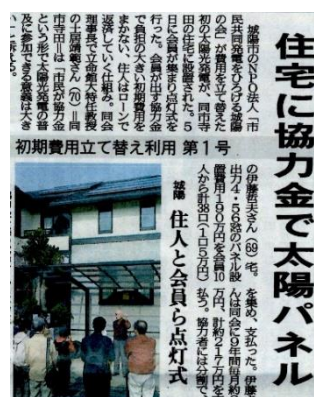 住宅に協力金で太陽パネル
城陽市のNPO法人「市
民共同発電をひろげる城陽
の会」が費用を立て替えた
初の太陽光発電が、同市寺
田の住宅に設置された。5
日に会員が集まり点灯式を
行った。会員が出す協力金
で負担の大きい初期費用を
まかない、住人はローンで
返済していく仕組み。同会
理事長で立命館大特任教授
の土居靖範さん(70)=同
市寺田=は「市民が協力金
という形で太陽光発電の普
及に参加できる意義は大き
初期費用立て替え利用 第1号
城陽 住人と会員ら点灯式
の伊藤哲夫さん(69)宅。
出力4・56㌔㍗のパネル設
置費用190万円を会員10
人から計38口(1口5万円)
を集め、支払った。伊藤
んは同会に9年間毎月約
万円、計約217万円を
払う。協力者には分割で、